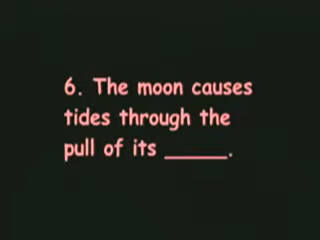 6. The moon causes
tides through the
pull of its _____.